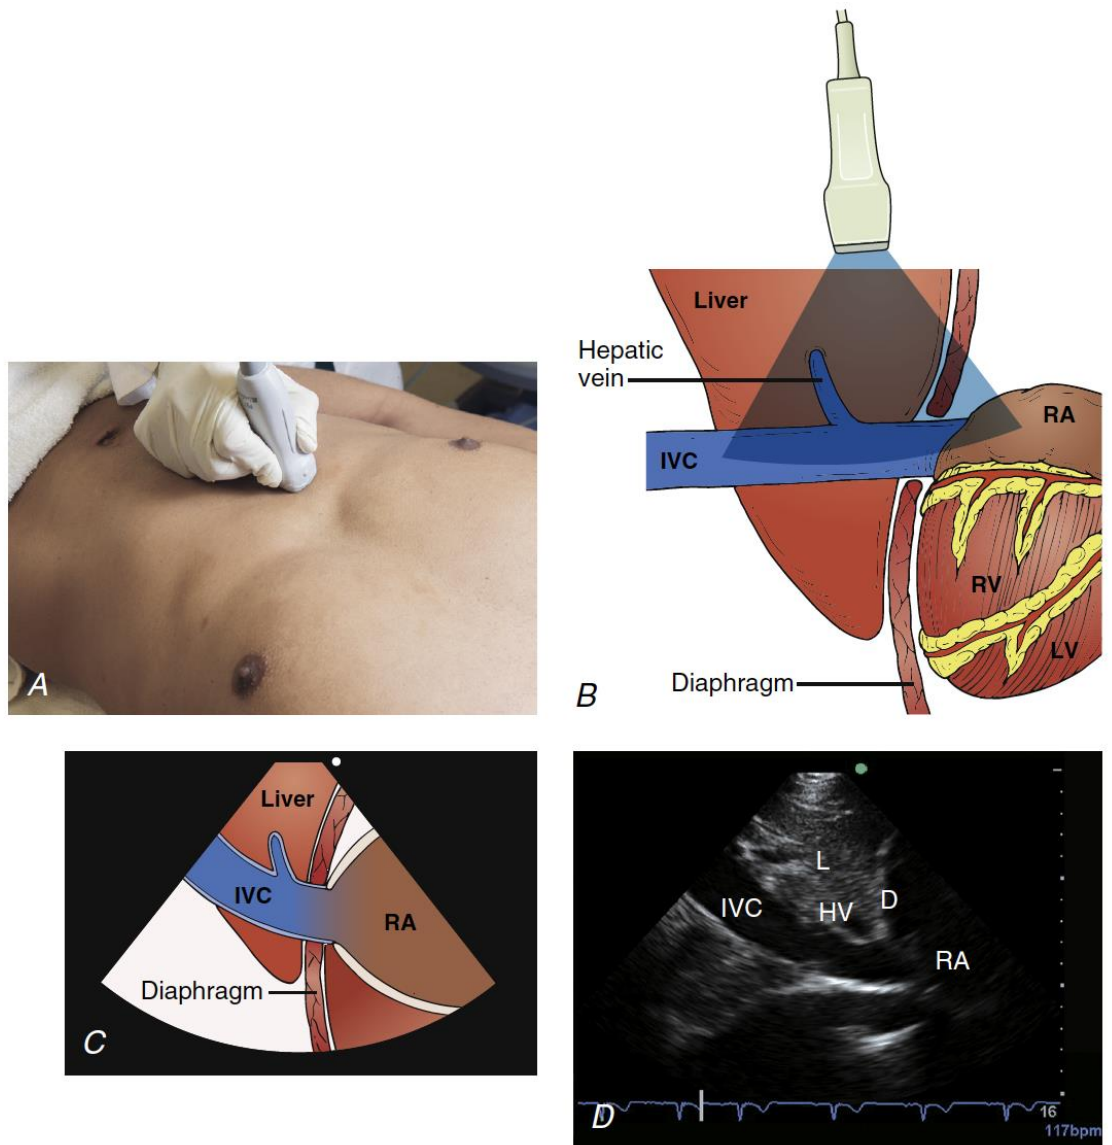 Liver
Hepatic
vein
RA
IVC
RV
LV
Diaphragm
A
B
Liver
IVC
RA
Diaphragm
C
L
IVC
HV
D
RA
D
16
117bpm